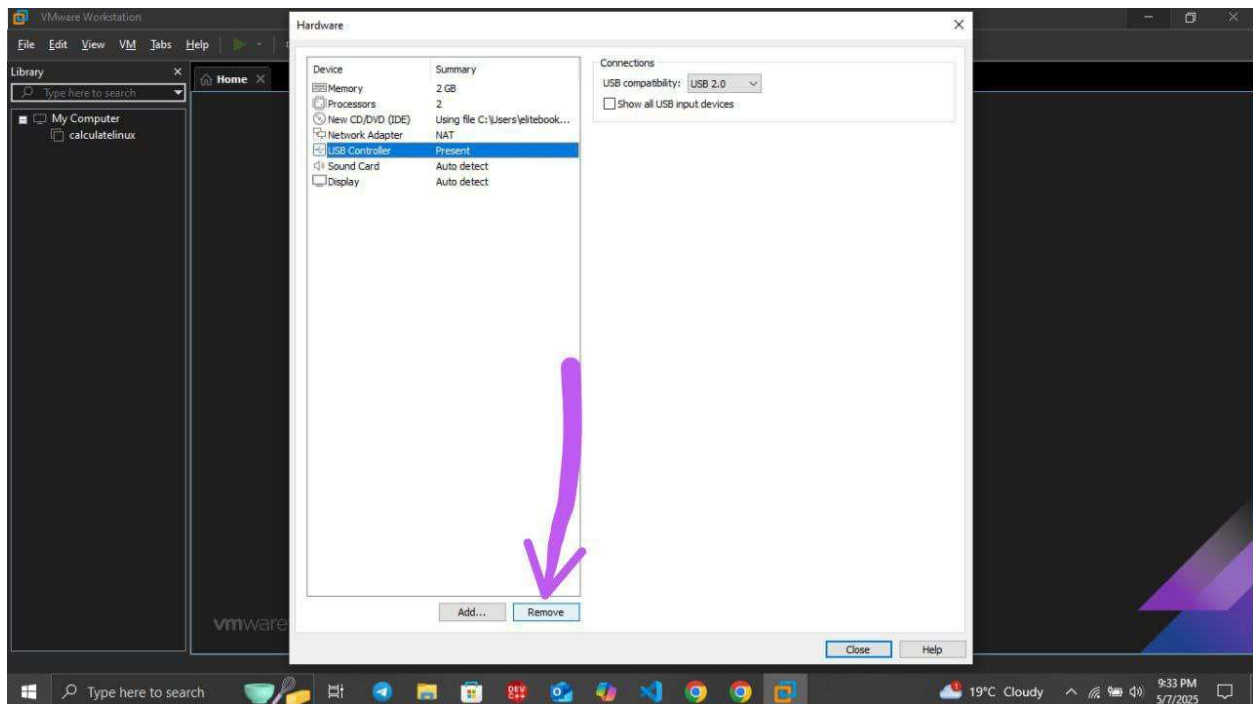 VMware Workstation
File Edit View VM Tabs Help
Library
Type here to search
My Computer
calculatelinux
Home
vmware
Hardware
Device Summary
Memory 2 GB
Processors 2
New CD/DVD (IDE) Using file C:\Users\elitebook...
Network Adapter NAT
USB Controller Present
Sound Card Auto detect
Display Auto detect
Add... Remove
Connections
USB compatibility: USB 2.0
Show all USB input devices
Close Help
Type here to search
DEV C++
19°C Cloudy
9:33 PM
5/7/2025